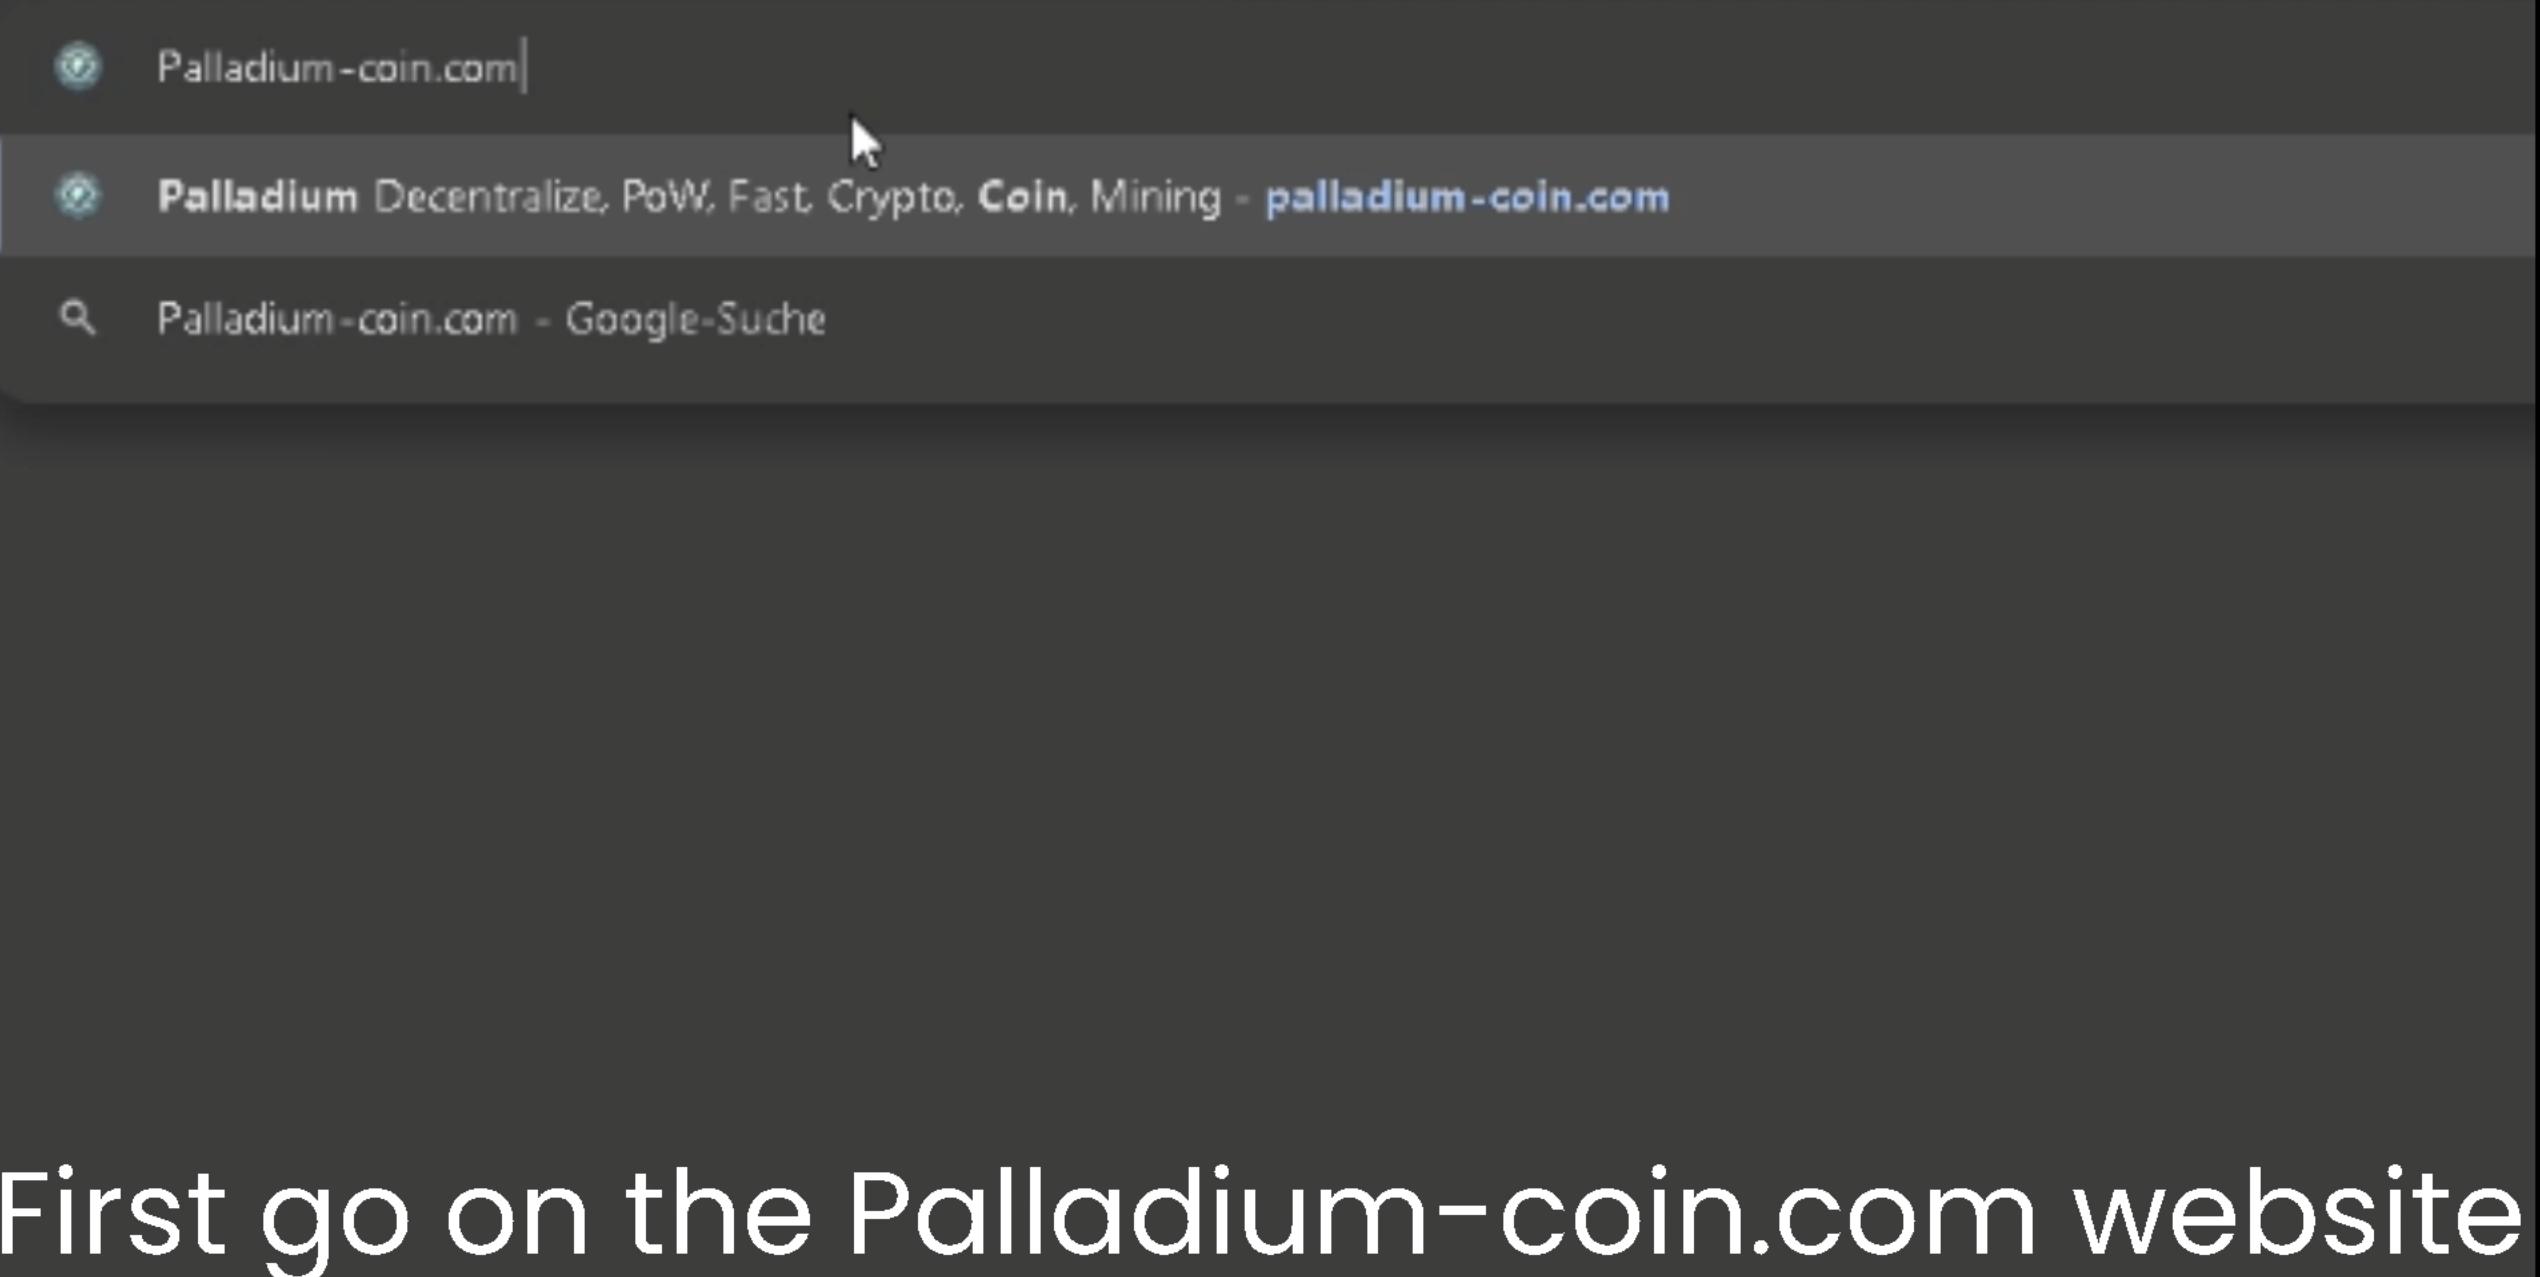 Palladium-coin.com
Palladium Decentralize, PoW, Fast, Crypto, Coin, Mining - palladium-coin.com
Palladium-coin.com - Google-Suche
First go on the Palladium-coin.com website